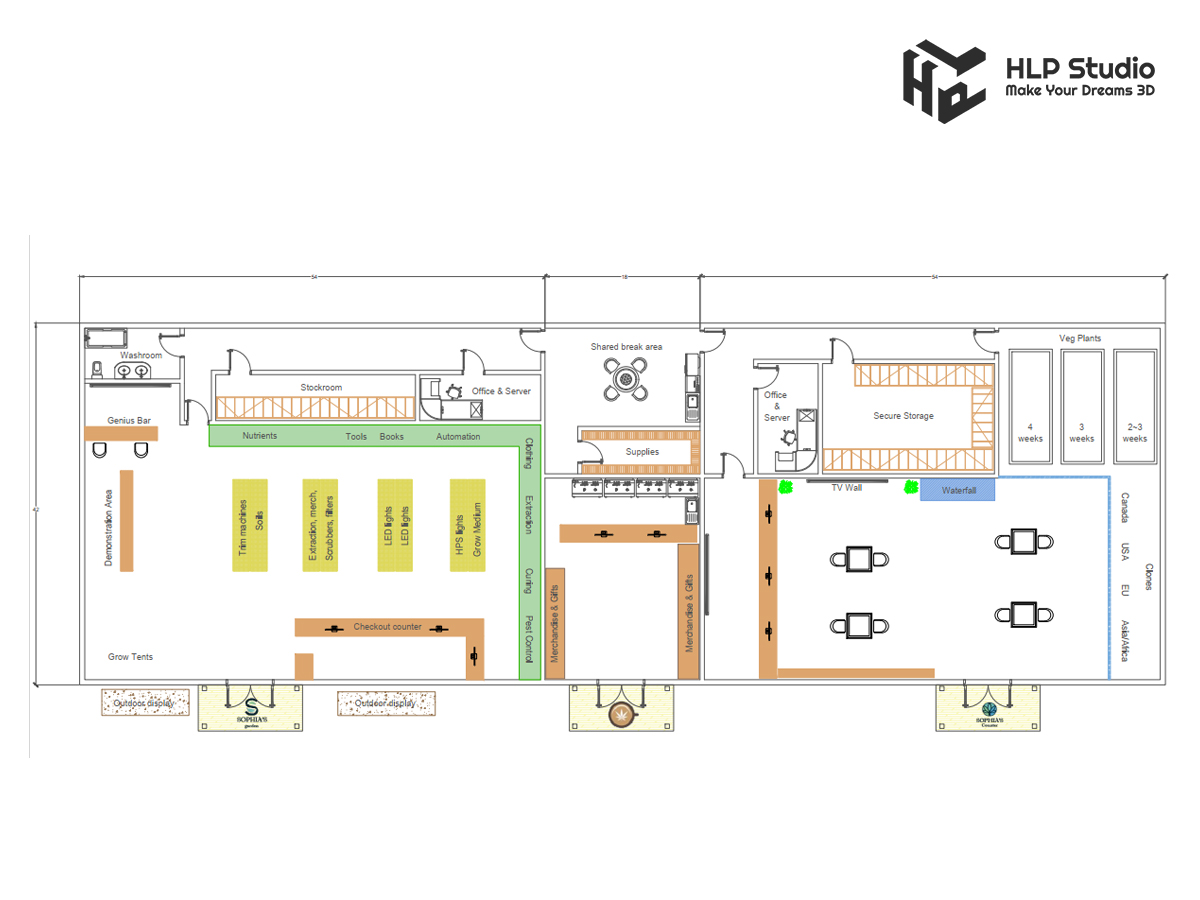 HLP Studio
Make Your Dreams 3D
54
18
54
42
Washroom
Genius Bar
Stockroom
Office & Server
Nutrients
Tools
Books
Automation
Clothing
Extraction
Curing
Pest Control
Demonstration Area
Trim machines
Soils
Extraction, merch,
Scrubbers, filters
LED lights
LED lights
HPS lights
Grow Medium
Checkout counter
Grow Tents
Outdoor display
SOPHIA'S
garden
Outdoor display
Shared break area
Supplies
Merchandise & Gifts
Merchandise & Gifts
Office
&
Server
Secure Storage
Veg Plants
4
weeks
3
weeks
2~3
weeks
TV Wall
Waterfall
Canada
USA
EU
Asia/Africa
Clones
SOPHIA'S